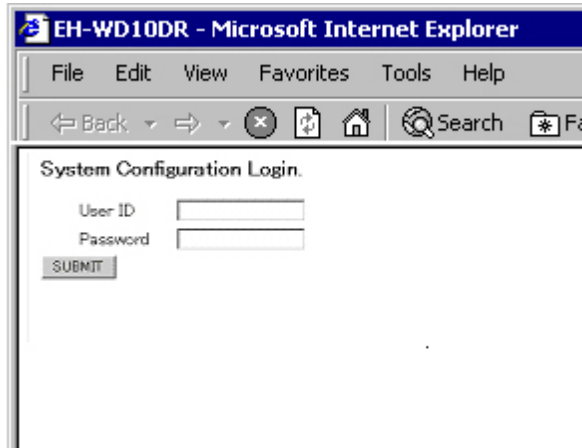 EH-WD10DR - Microsoft Internet Explorer
File Edit View Favorites Tools Help
Back Search Fa
System Configuration Login.
User ID
Password
SUBMIT